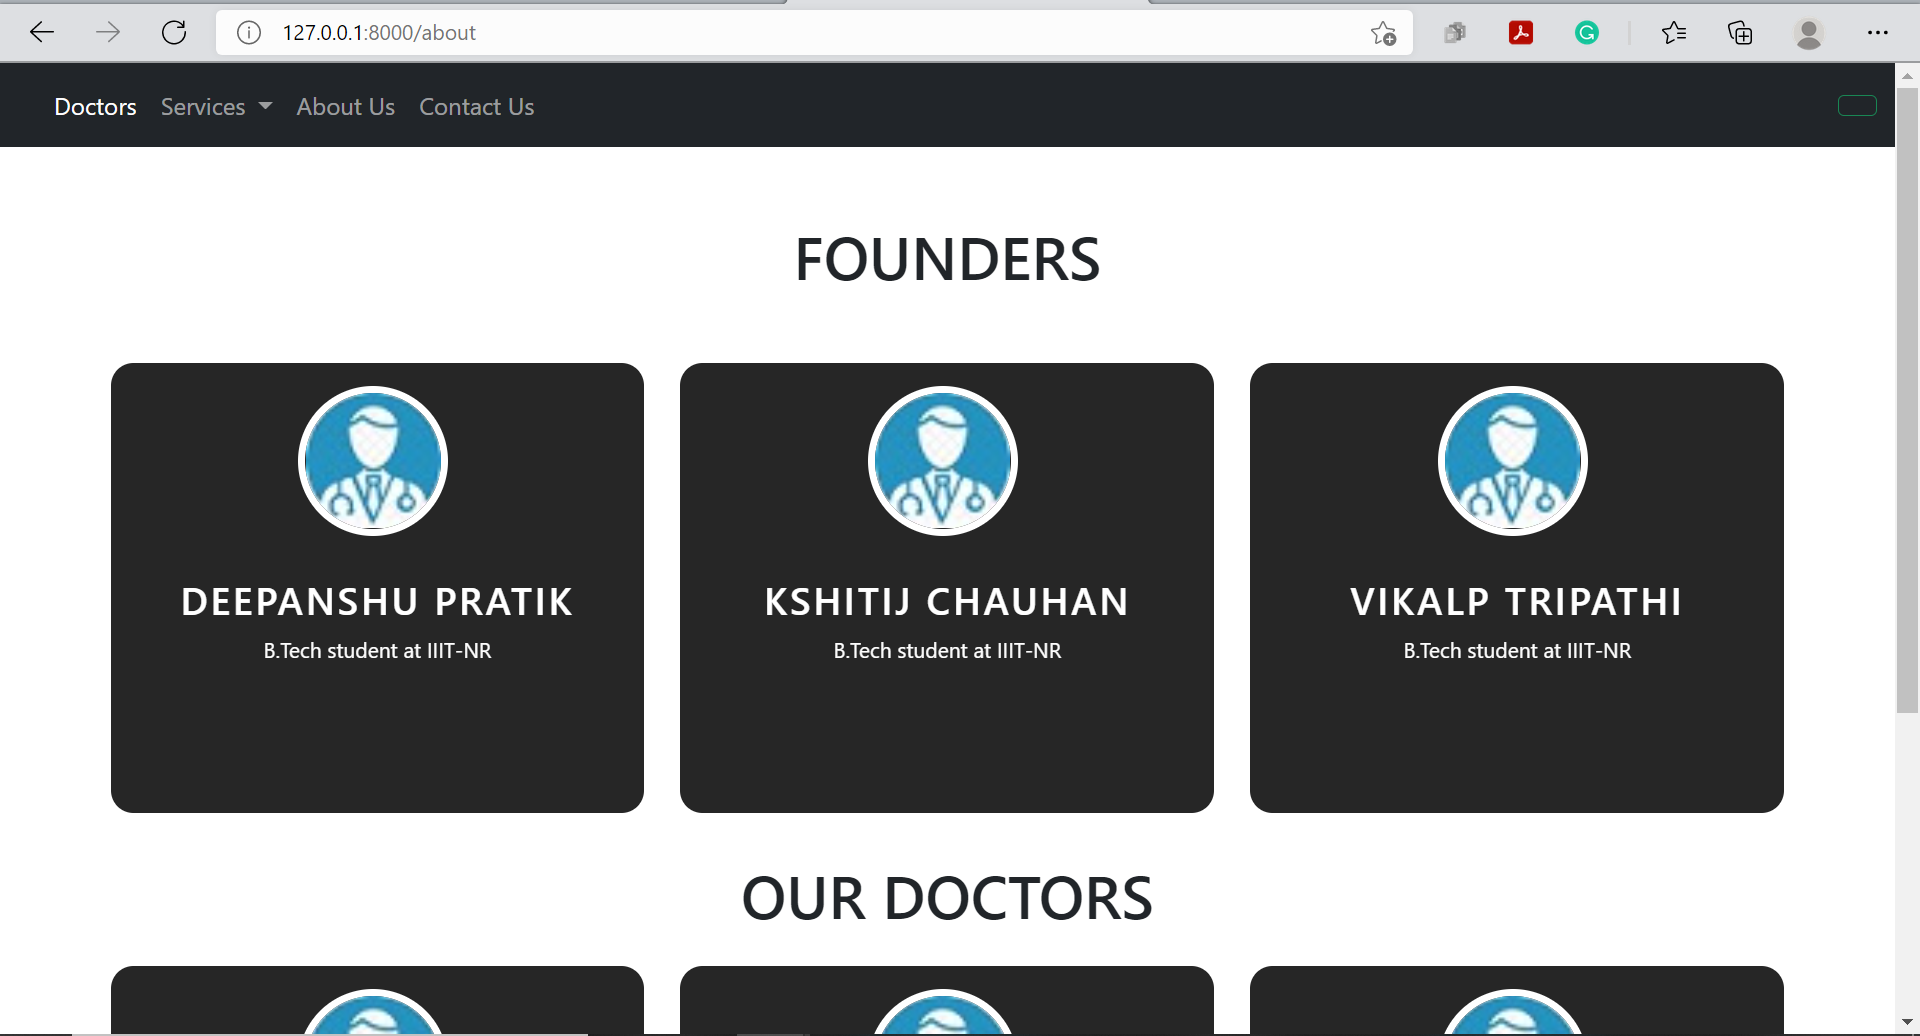 127.0.0.1:8000/about
Doctors Services About Us Contact Us
FOUNDERS
DEEPANSHU PRATIK
B.Tech student at IIIT-NR
KSHITIJ CHAUHAN
B.Tech student at IIIT-NR
VIKALP TRIPATHI
B.Tech student at IIIT-NR
OUR DOCTORS